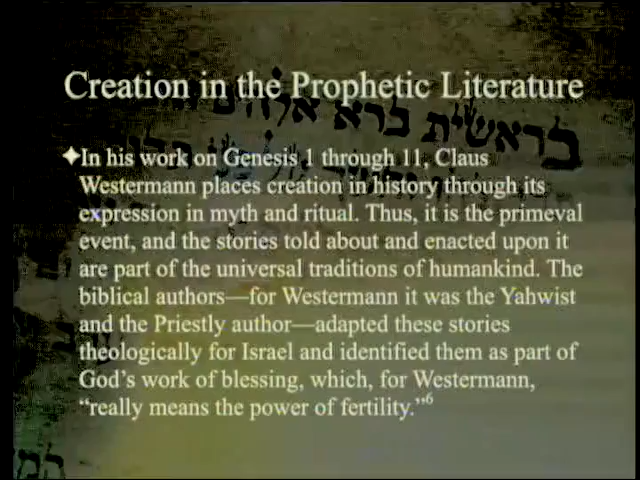 Creation in the Prophetic Literature
בראשית ברא אלהים
✦In his work on Genesis 1 through 11, Claus
Westermann places creation in history through its
expression in myth and ritual. Thus, it is the primeval
event, and the stories told about and enacted upon it
are part of the universal traditions of humankind. The
biblical authors—for Westermann it was the Yahwist
and the Priestly author—adapted these stories
theologically for Israel and identified them as part of
God’s work of blessing, which, for Westermann,
“really means the power of fertility.”⁶